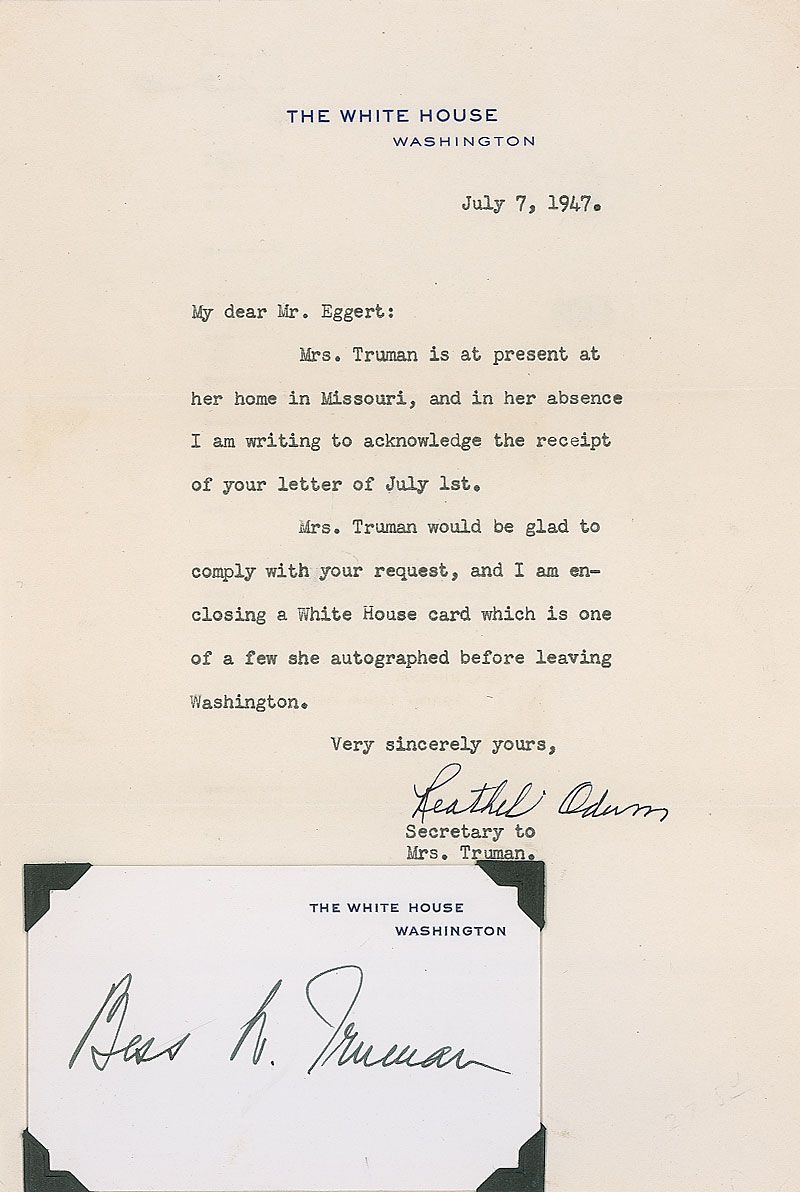 THE WHITE HOUSE
WASHINGTON
July 7, 1947.
My dear Mr. Eggert:
Mrs. Truman is at present at
her home in Missouri, and in her absence
I am writing to acknowledge the receipt
of your letter of July 1st.
Mrs. Truman would be glad to
comply with your request, and I am en-
closing a White House card which is one
of a few she autographed before leaving
Washington.
Very sincerely yours,
Reathel Odum
Secretary to
Mrs. Truman.
THE WHITE HOUSE
WASHINGTON
Bess W. Truman